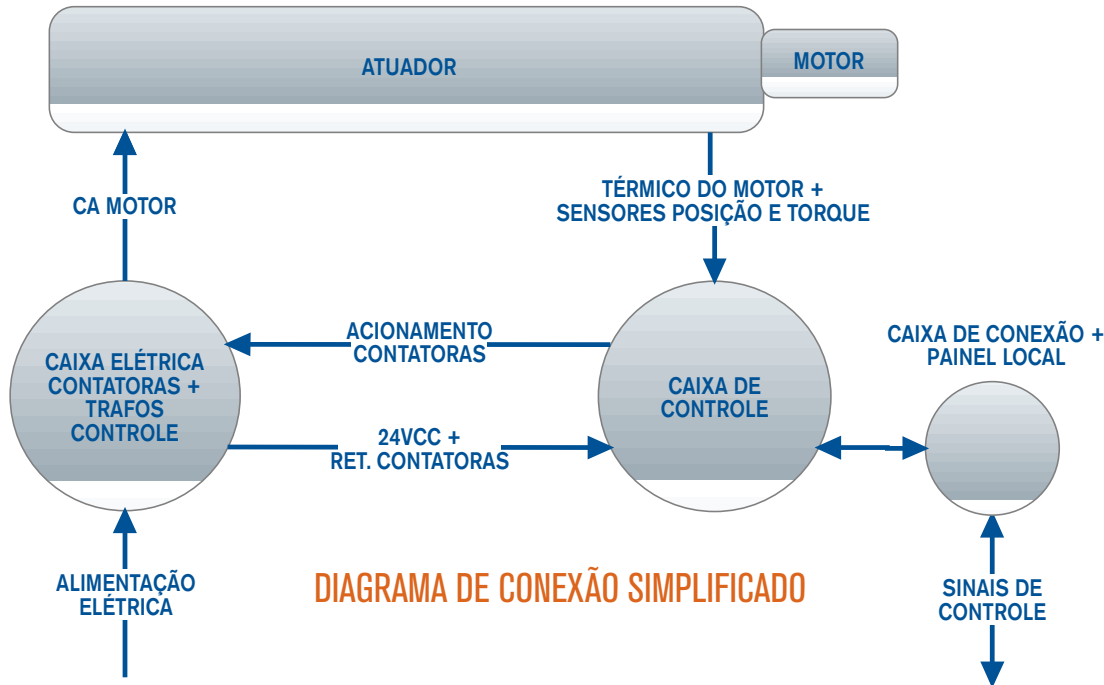 ATUADOR
MOTOR
CA MOTOR
TÉRMICO DO MOTOR +
SENSORES POSIÇÃO E TORQUE
ACIONAMENTO
CONTATORAS
CAIXA DE CONEXÃO +
PAINEL LOCAL
CAIXA ELÉTRICA
CONTATORAS +
TRAFOS
CONTROLE
CAIXA DE
CONTROLE
24VCC +
RET. CONTATORAS
ALIMENTAÇÃO
ELÉTRICA
DIAGRAMA DE CONEXÃO SIMPLIFICADO
SINAIS DE
CONTROLE